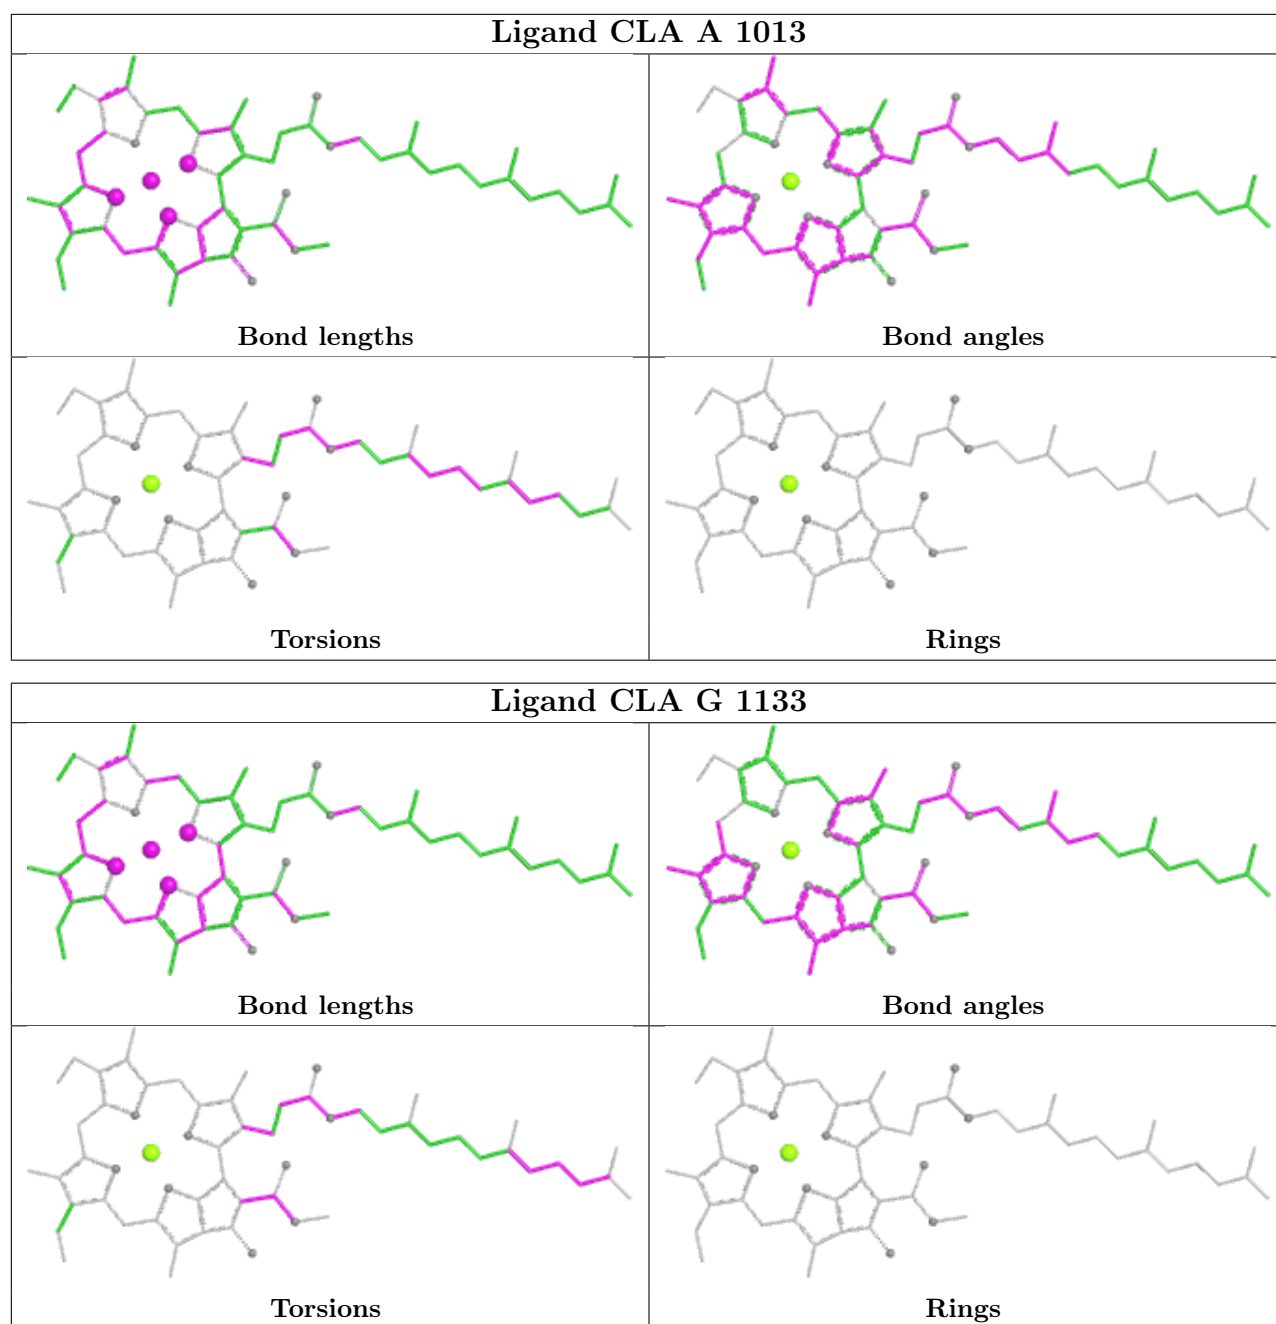 Ligand CLA A 1013
Bond lengths
Bond angles
Torsions
Rings
Ligand CLA G 1133
Bond lengths
Bond angles
Torsions
Rings